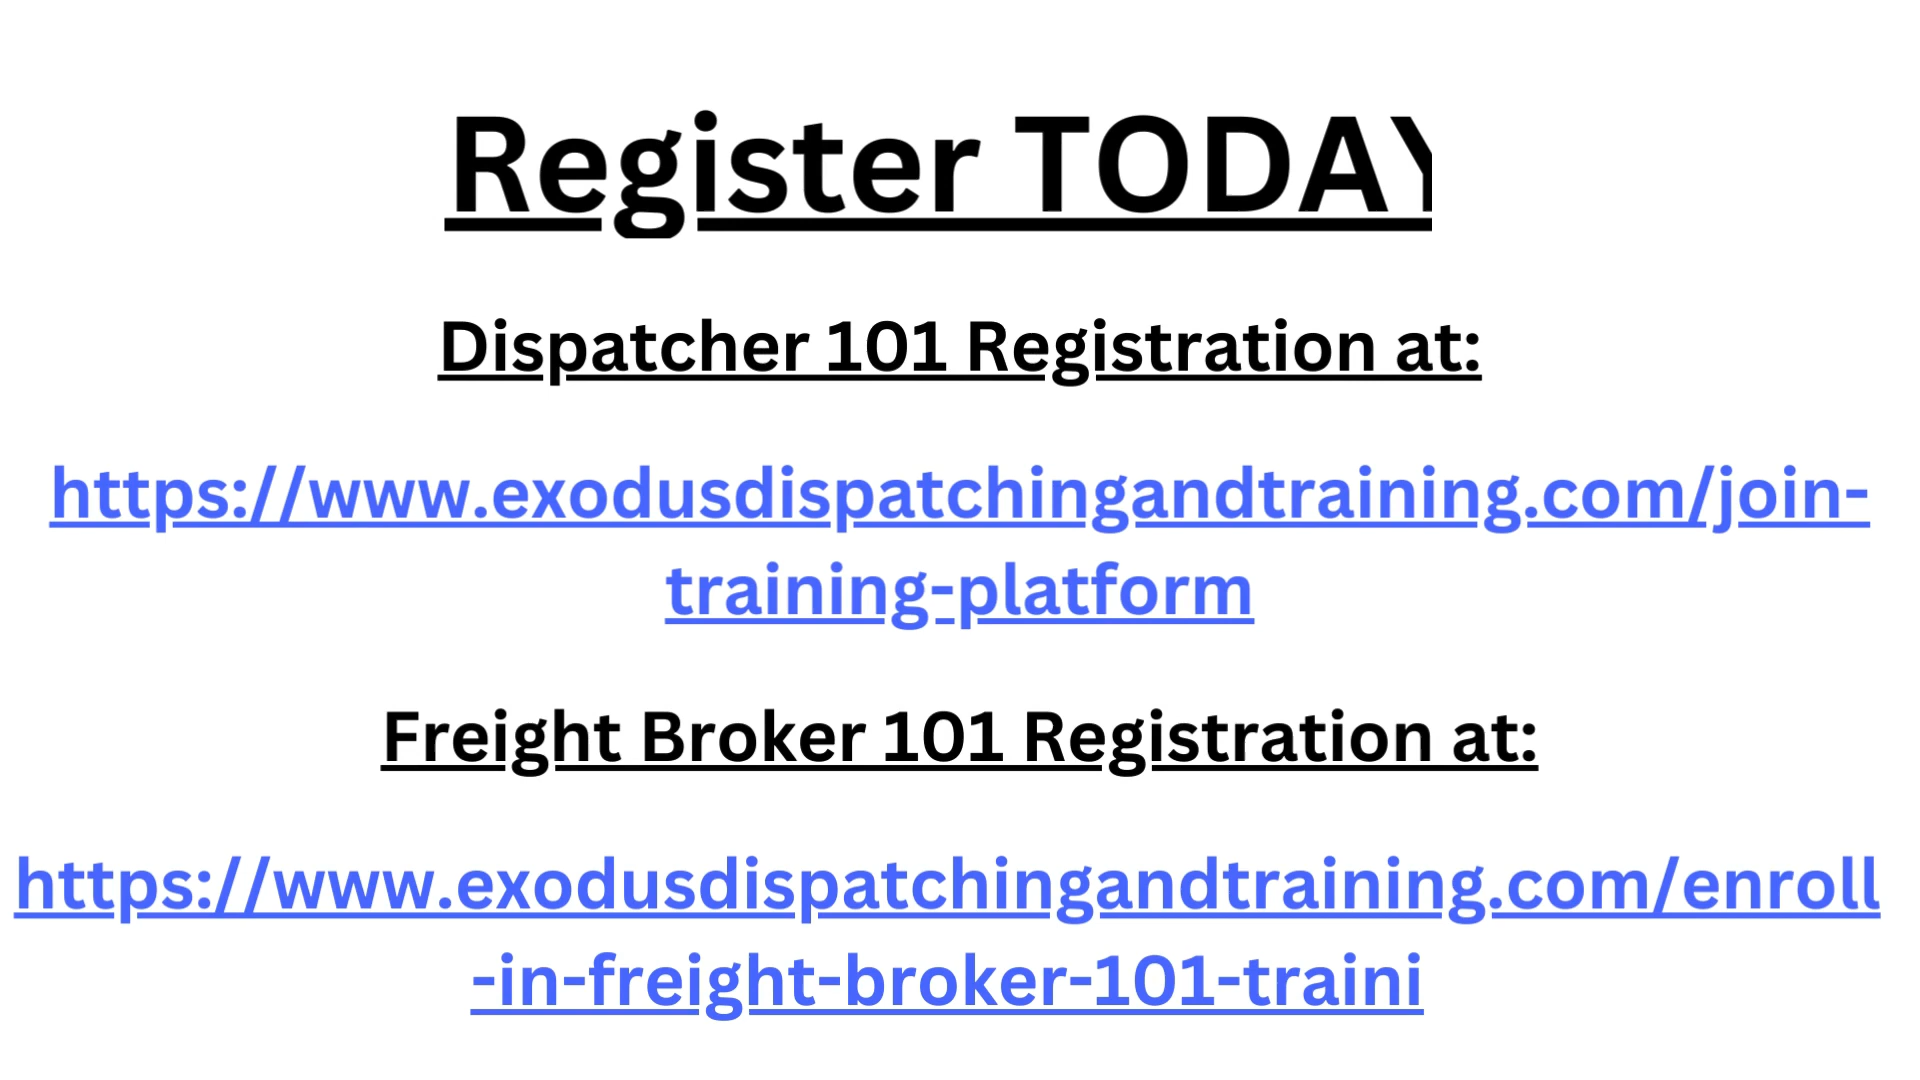 Register TODAY
Dispatcher 101 Registration at:
https://www.exodusdispatchingandtraining.com/join-
training-platform
Freight Broker 101 Registration at:
https://www.exodusdispatchingandtraining.com/enroll
-in-freight-broker-101-traini